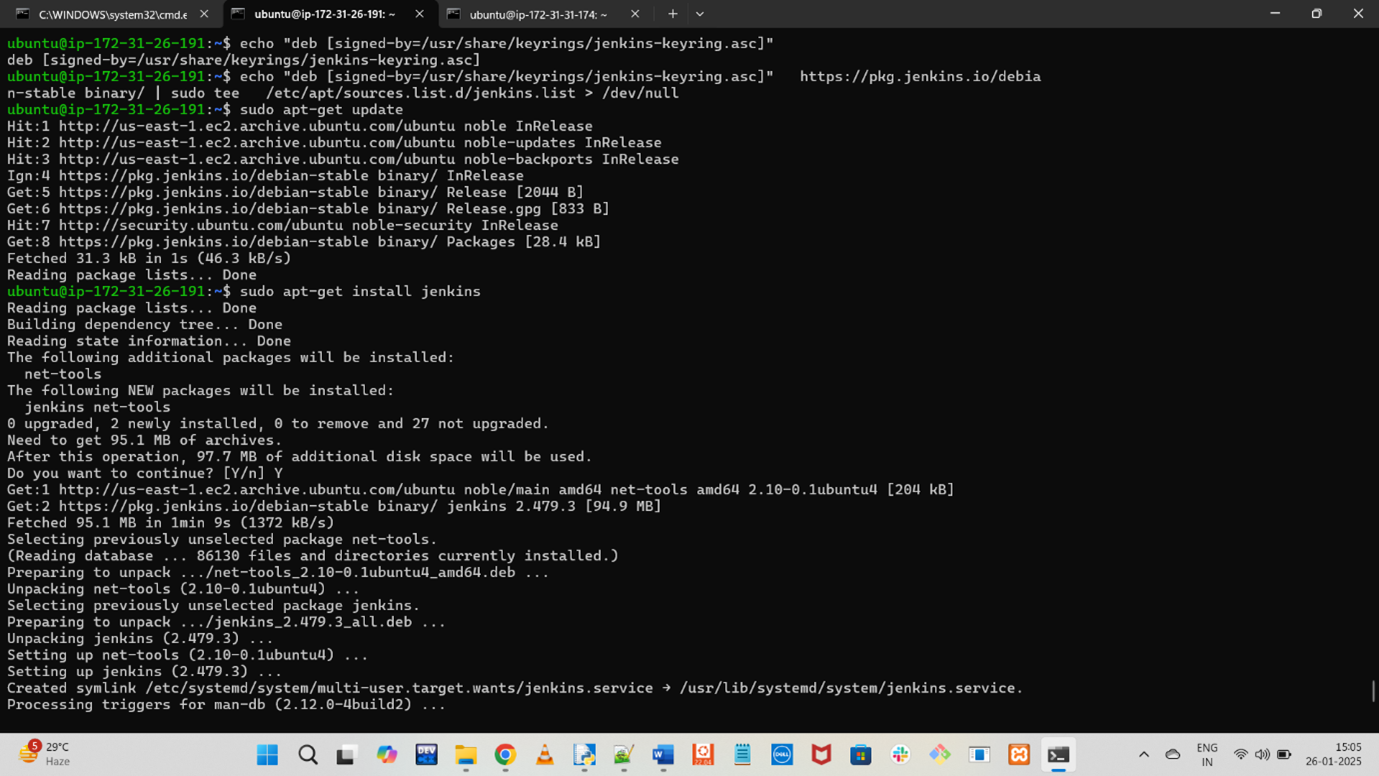 C:\WINDOWS\system32\cmd.e
ubuntu@ip-172-31-26-191: ~
ubuntu@ip-172-31-31-174: ~
ubuntu@ip-172-31-26-191:~$ echo "deb [signed-by=/usr/share/keyrings/jenkins-keyring.asc]"
deb [signed-by=/usr/share/keyrings/jenkins-keyring.asc]
ubuntu@ip-172-31-26-191:~$ echo "deb [signed-by=/usr/share/keyrings/jenkins-keyring.asc]"   https://pkg.jenkins.io/debia
n-stable binary/ | sudo tee   /etc/apt/sources.list.d/jenkins.list > /dev/null
ubuntu@ip-172-31-26-191:~$ sudo apt-get update
Hit:1 http://us-east-1.ec2.archive.ubuntu.com/ubuntu noble InRelease
Hit:2 http://us-east-1.ec2.archive.ubuntu.com/ubuntu noble-updates InRelease
Hit:3 http://us-east-1.ec2.archive.ubuntu.com/ubuntu noble-backports InRelease
Ign:4 https://pkg.jenkins.io/debian-stable binary/ InRelease
Get:5 https://pkg.jenkins.io/debian-stable binary/ Release [2044 B]
Get:6 https://pkg.jenkins.io/debian-stable binary/ Release.gpg [833 B]
Hit:7 http://security.ubuntu.com/ubuntu noble-security InRelease
Get:8 https://pkg.jenkins.io/debian-stable binary/ Packages [28.4 kB]
Fetched 31.3 kB in 1s (46.3 kB/s)
Reading package lists... Done
ubuntu@ip-172-31-26-191:~$ sudo apt-get install jenkins
Reading package lists... Done
Building dependency tree... Done
Reading state information... Done
The following additional packages will be installed:
  net-tools
The following NEW packages will be installed:
  jenkins net-tools
0 upgraded, 2 newly installed, 0 to remove and 27 not upgraded.
Need to get 95.1 MB of archives.
After this operation, 97.7 MB of additional disk space will be used.
Do you want to continue? [Y/n] Y
Get:1 http://us-east-1.ec2.archive.ubuntu.com/ubuntu noble/main amd64 net-tools amd64 2.10-0.1ubuntu4 [204 kB]
Get:2 https://pkg.jenkins.io/debian-stable binary/ jenkins 2.479.3 [94.9 MB]
Fetched 95.1 MB in 1min 9s (1372 kB/s)
Selecting previously unselected package net-tools.
(Reading database ... 86130 files and directories currently installed.)
Preparing to unpack .../net-tools_2.10-0.1ubuntu4_amd64.deb ...
Unpacking net-tools (2.10-0.1ubuntu4) ...
Selecting previously unselected package jenkins.
Preparing to unpack .../jenkins_2.479.3_all.deb ...
Unpacking jenkins (2.479.3) ...
Setting up net-tools (2.10-0.1ubuntu4) ...
Setting up jenkins (2.479.3) ...
Created symlink /etc/systemd/system/multi-user.target.wants/jenkins.service → /usr/lib/systemd/system/jenkins.service.
Processing triggers for man-db (2.12.0-4build2) ...
5
29°C
Haze
DEV
22.04
DELL
ENG
IN
15:05
26-01-2025